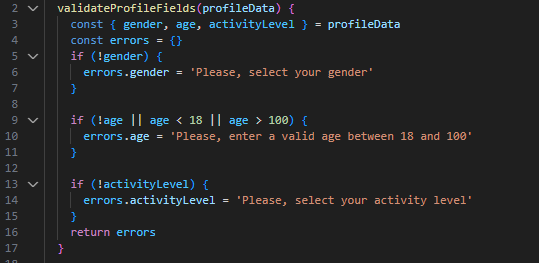 2 validateProfileFields(profileData) {
3 const { gender, age, activityLevel } = profileData
4 const errors = {}
5 if (!gender) {
6 errors.gender = 'Please, select your gender'
7 }
8
9 if (!age || age < 18 || age > 100) {
10 errors.age = 'Please, enter a valid age between 18 and 100'
11 }
12
13 if (!activityLevel) {
14 errors.activityLevel = 'Please, select your activity level'
15 }
16 return errors
17 }
18